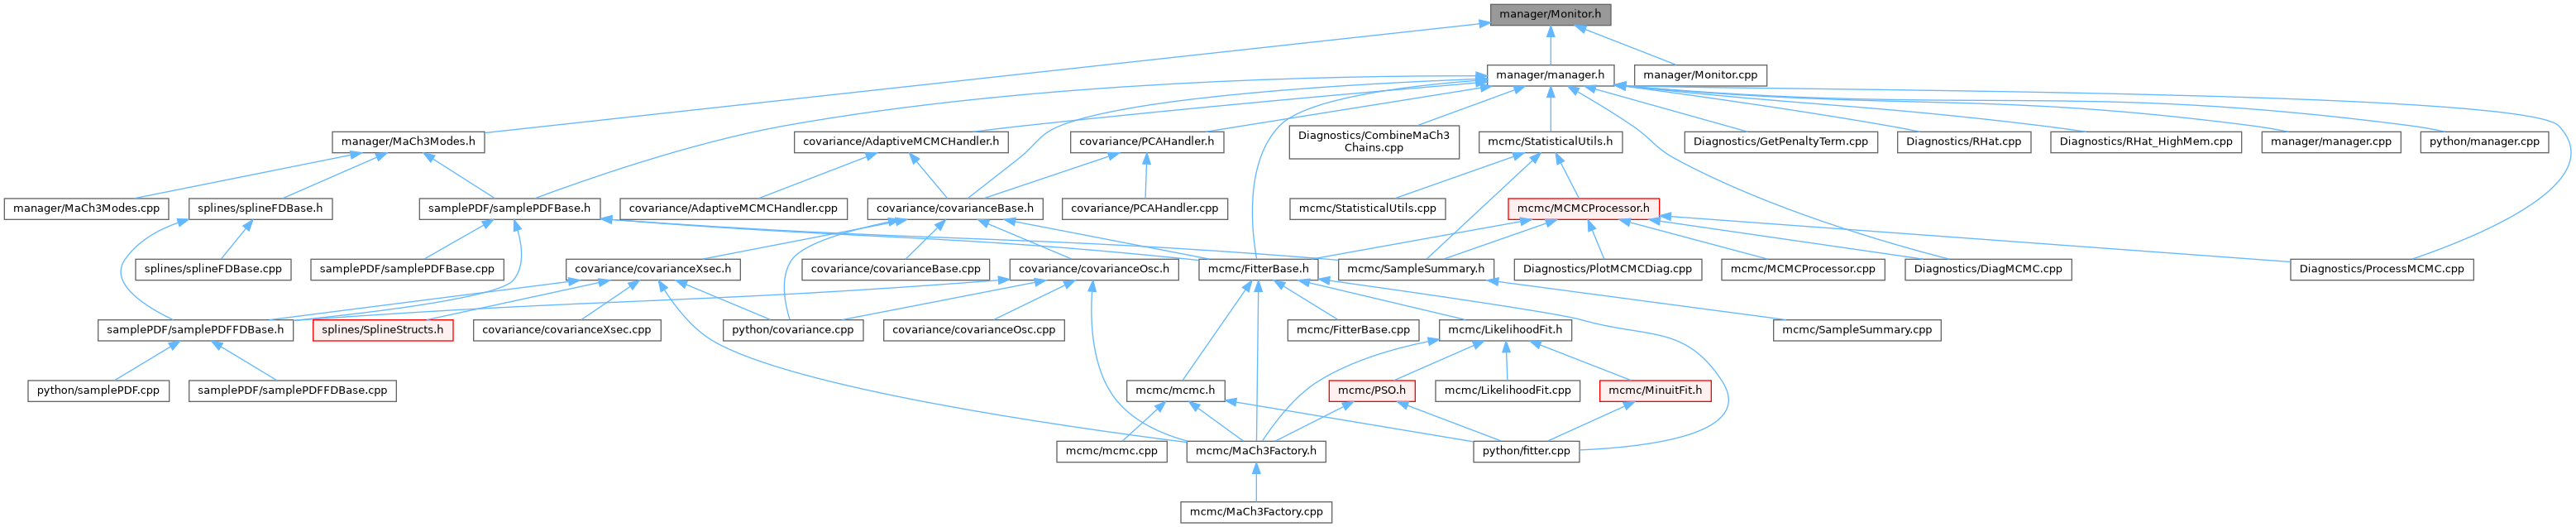 manager/Monitor.h
manager/manager.h
manager/Monitor.cpp
manager/MaCh3Modes.h
covariance/AdaptiveMCMCHandler.h
covariance/PCAHandler.h
Diagnostics/CombineMaCh3
Chains.cpp
mcmc/StatisticalUtils.h
Diagnostics/GetPenaltyTerm.cpp
Diagnostics/RHat.cpp
Diagnostics/RHat_HighMem.cpp
manager/manager.cpp
python/manager.cpp
manager/MaCh3Modes.cpp
splines/splineFDBase.h
samplePDF/samplePDFBase.h
covariance/AdaptiveMCMCHandler.cpp
covariance/covarianceBase.h
covariance/PCAHandler.cpp
mcmc/StatisticalUtils.cpp
mcmc/MCMCProcessor.h
splines/splineFDBase.cpp
samplePDF/samplePDFBase.cpp
covariance/covarianceXsec.h
covariance/covarianceBase.cpp
covariance/covarianceOsc.h
mcmc/FitterBase.h
mcmc/SampleSummary.h
Diagnostics/PlotMCMCDiag.cpp
mcmc/MCMCProcessor.cpp
Diagnostics/DiagMCMC.cpp
Diagnostics/ProcessMCMC.cpp
samplePDF/samplePDFFDBase.h
splines/SplineStructs.h
covariance/covarianceXsec.cpp
python/covariance.cpp
covariance/covarianceOsc.cpp
mcmc/FitterBase.cpp
mcmc/LikelihoodFit.h
mcmc/SampleSummary.cpp
python/samplePDF.cpp
samplePDF/samplePDFFDBase.cpp
mcmc/mcmc.h
mcmc/PSO.h
mcmc/LikelihoodFit.cpp
mcmc/MinuitFit.h
mcmc/mcmc.cpp
mcmc/MaCh3Factory.h
python/fitter.cpp
mcmc/MaCh3Factory.cpp